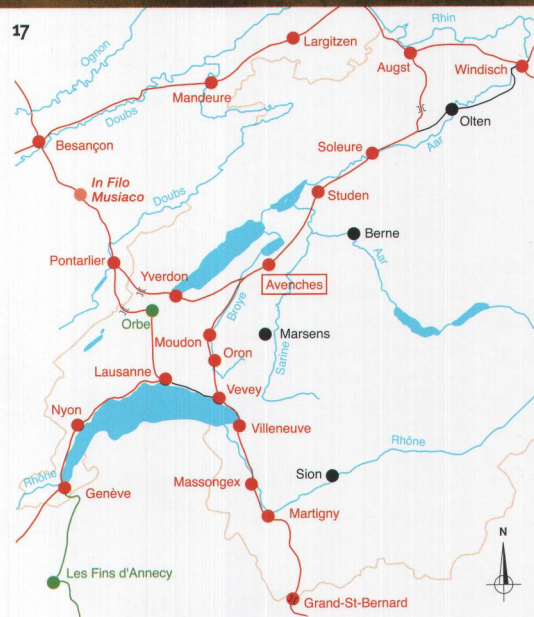 17
Ognon
Largitzen
Rhin
Augst
Windisch
Mandeure
Doubs
Olten
Besançon
Soleure
Aar
In Filo
Musiaco
Doubs
Studen
Berne
Pontarlier
Yverdon
Avenches
Aar
Broye
Orbe
Moudon
Marsens
Sarine
Oron
Lausanne
Vevey
Nyon
Villeneuve
Rhône
Rhône
Massongex
Sion
Genève
Martigny
N
Les Fins d'Annecy
Grand-St-Bernard